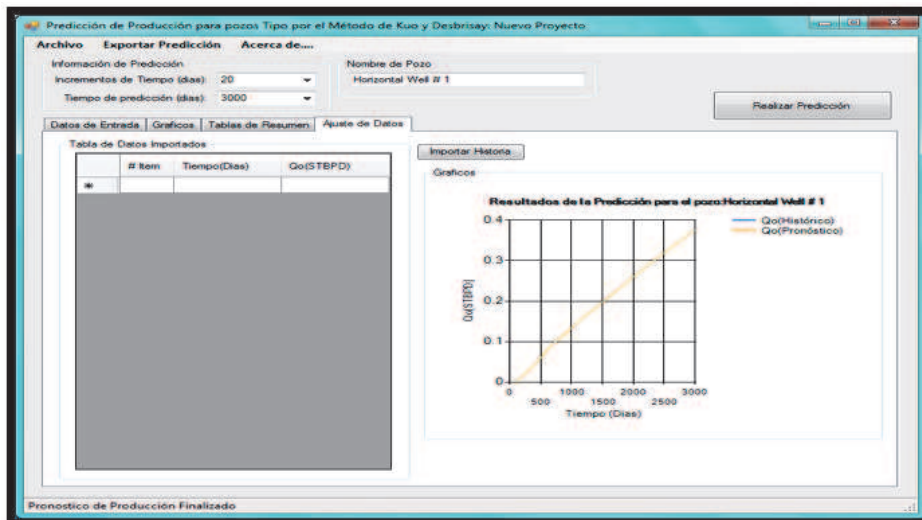 Predicción de Producción para pozos Tipo por el Método de Kuo y Desbrisay: Nuevo Proyecto
Archivo Exportar Predicción Acerca de....
Información de Predicción
Incrementos de Tiempo (dias): 20
Tiempo de predicción (días): 3000
Nombre de Pozo
Horizontal Well # 1
Realizar Predicción
Datos de Entrada Graficos Tablas de Resumen Ajuste de Datos
Tabla de Datos Importados
# Item Tiempo(Dias) Qo(STBPD)
*
Importar Historia
Graficos
Resultados de la Predicción para el pozo:Horizontal Well # 1
Qo(Histórico)
Qo(Pronóstico)
Qo(STBPD)
0.4
0.3
0.2
0.1
0
0 1000 2000 3000
500 1500 2500
Tiempo (Dias)
Pronostico de Producción Finalizado